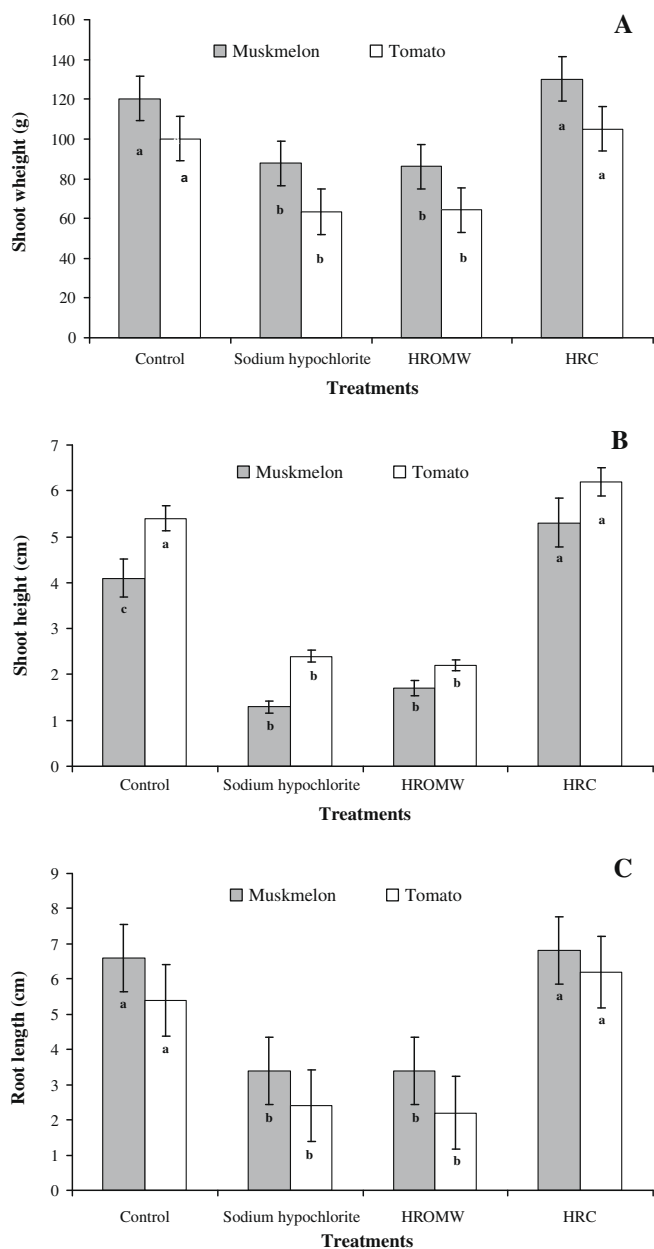 A
160
140
120
100
80
60
40
20
0
Shoot wheight (g)
Muskmelon Tomato
a a b b b b a a
Control Sodium hypochlorite HROMW HRC
Treatments
B
7
6
5
4
3
2
1
0
Shoot height (cm)
Muskmelon Tomato
c a b b b b a a
Control Sodium hypochlorite HROMW HRC
Treatments
C
9
8
7
6
5
4
3
2
1
0
Root length (cm)
Muskmelon Tomato
a a b b b b a a
Control Sodium hypochlorite HROMW HRC
Treatments